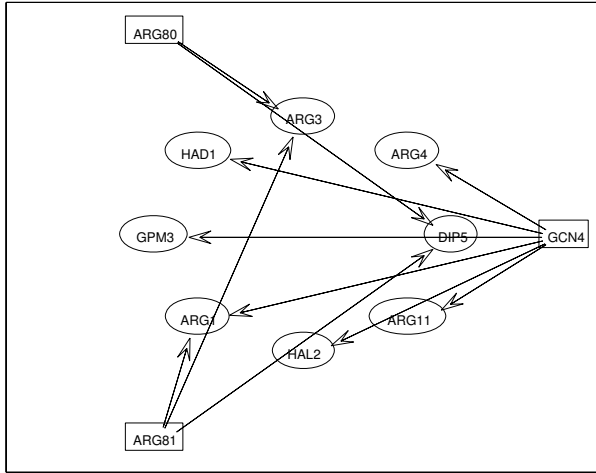 ARG80
ARG3
HAD1
ARG4
GPM3
DIP5
GCN4
ARG1
ARG11
HAL2
ARG81